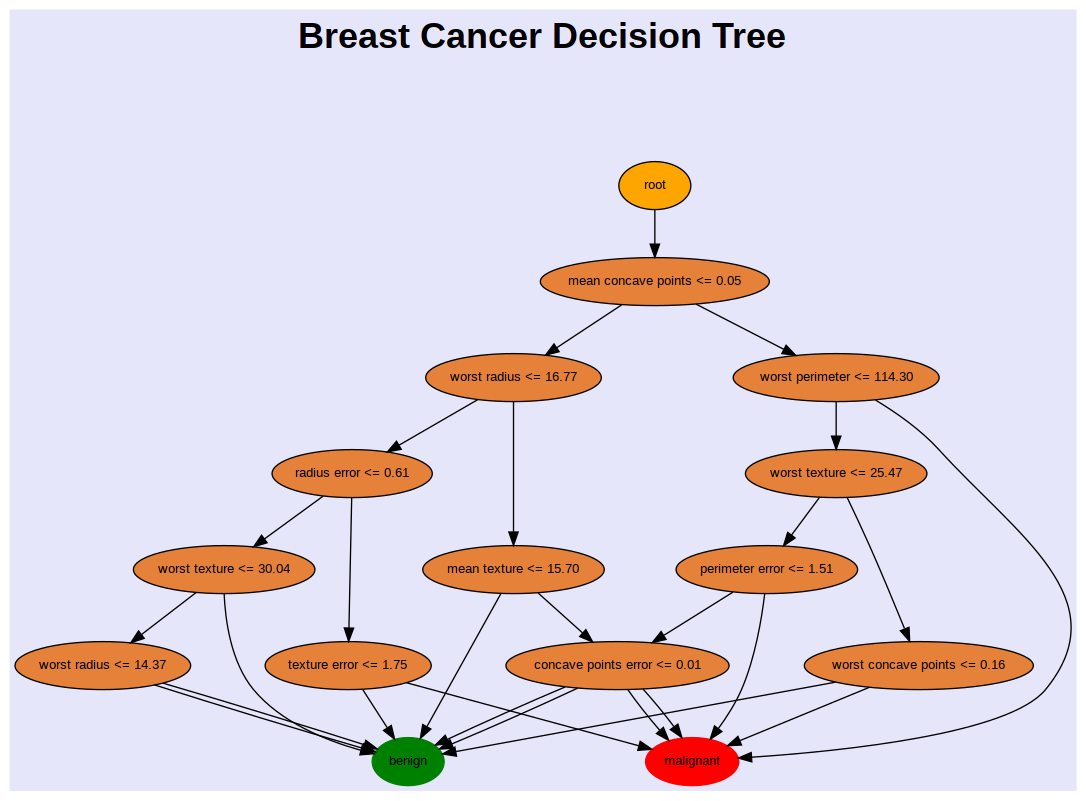 Breast Cancer Decision Tree
root
mean concave points <= 0.05
worst radius <= 16.77
worst perimeter <= 114.30
radius error <= 0.61
worst texture <= 25.47
worst texture <= 30.04
mean texture <= 15.70
perimeter error <= 1.51
worst radius <= 14.37
texture error <= 1.75
concave points error <= 0.01
worst concave points <= 0.16
benign
malignant